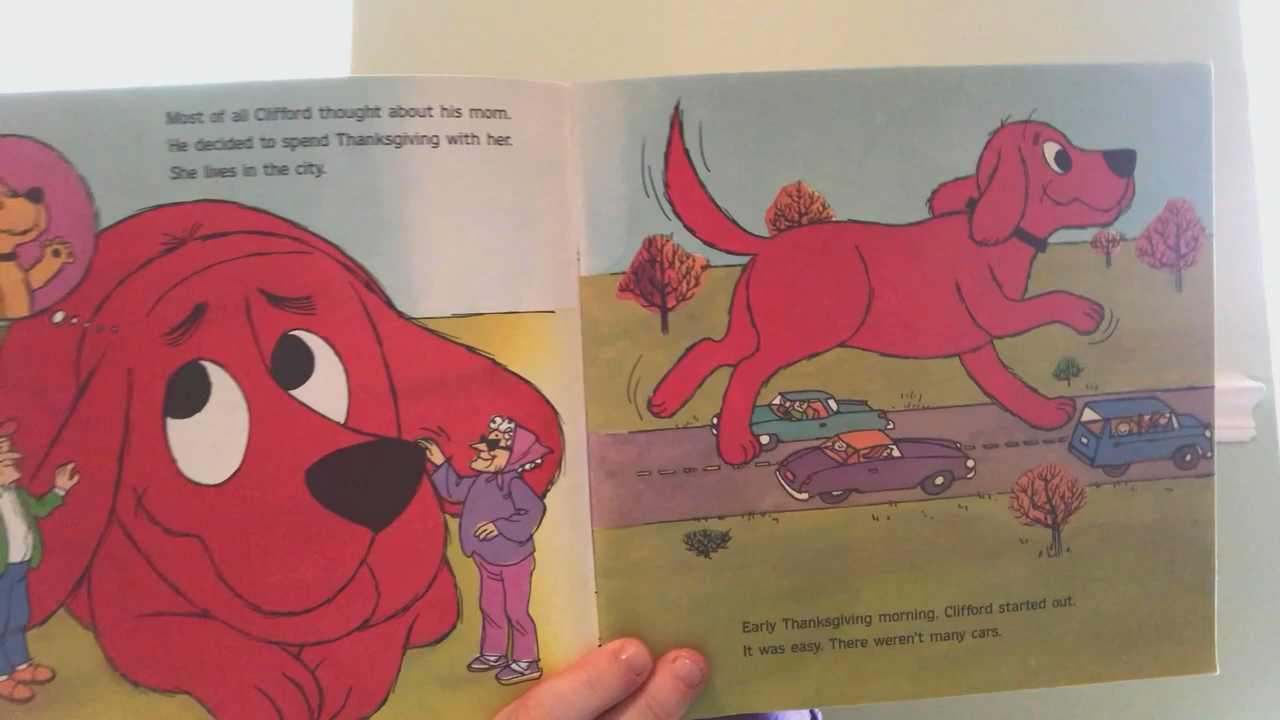 Most of all Clifford thought about his mom.
He decided to spend Thanksgiving with her.
She lives in the city.
Early Thanksgiving morning, Clifford started out.
It was easy. There weren't many cars.